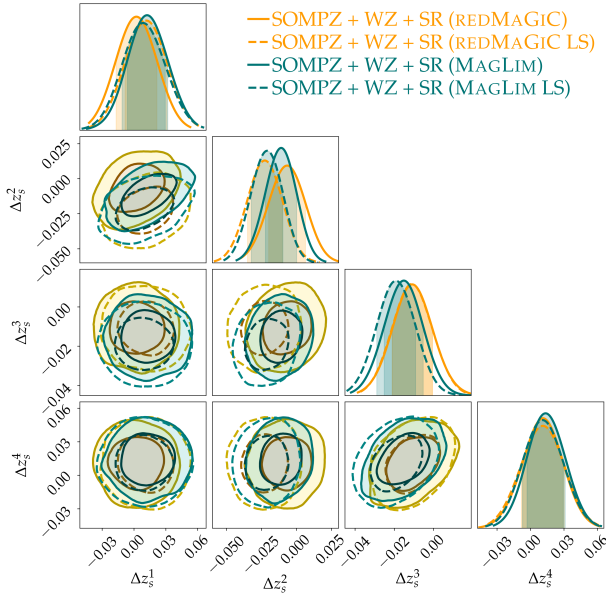 SOMPZ + WZ + SR (REDMAGIC)
SOMPZ + WZ + SR (REDMAGIC LS)
SOMPZ + WZ + SR (MAGLIM)
SOMPZ + WZ + SR (MAGLIM LS)
0.025
0.000
−0.025
−0.050
Δz_s^2
0.00
−0.02
−0.04
Δz_s^3
0.06
0.03
0.00
−0.03
Δz_s^4
−0.03 0.00 0.03 0.06
−0.050 −0.025 0.000
−0.04 −0.02 0.00
−0.03 0.00 0.03 0.06
Δz_s^1 Δz_s^2 Δz_s^3 Δz_s^4